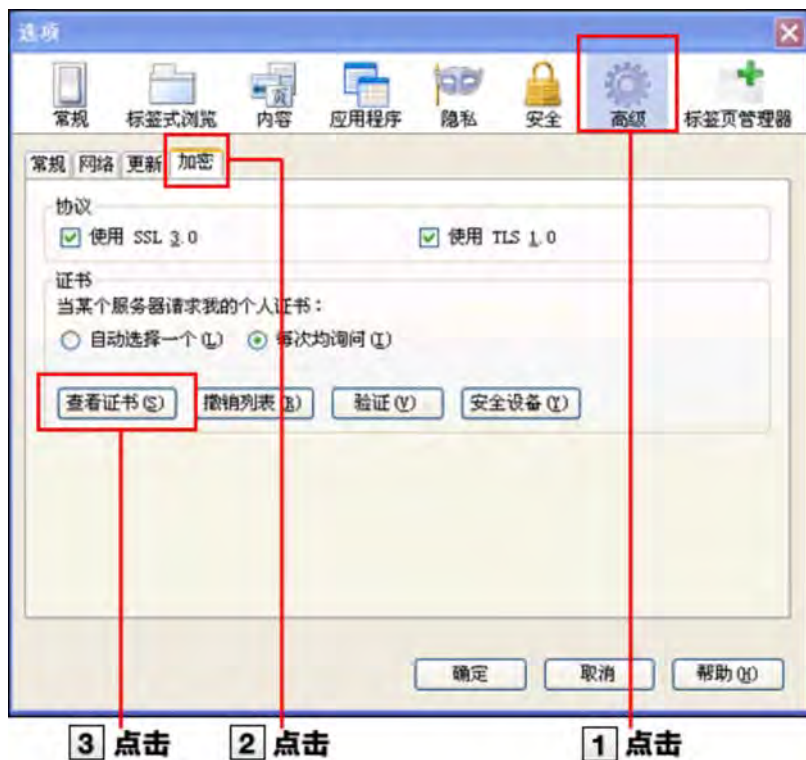 选项
常规 标签式浏览 内容 应用程序 隐私 安全 高级 标签页管理器
常规 网络 更新 加密
协议
使用 SSL 3.0 使用 TLS 1.0
证书
当某个服务器请求我的个人证书：
自动选择一个(L) 每次均询问(I)
查看证书(S) 撤销列表(R) 验证(V) 安全设备(Y)
确定 取消 帮助(H)
3 点击 2 点击 1 点击